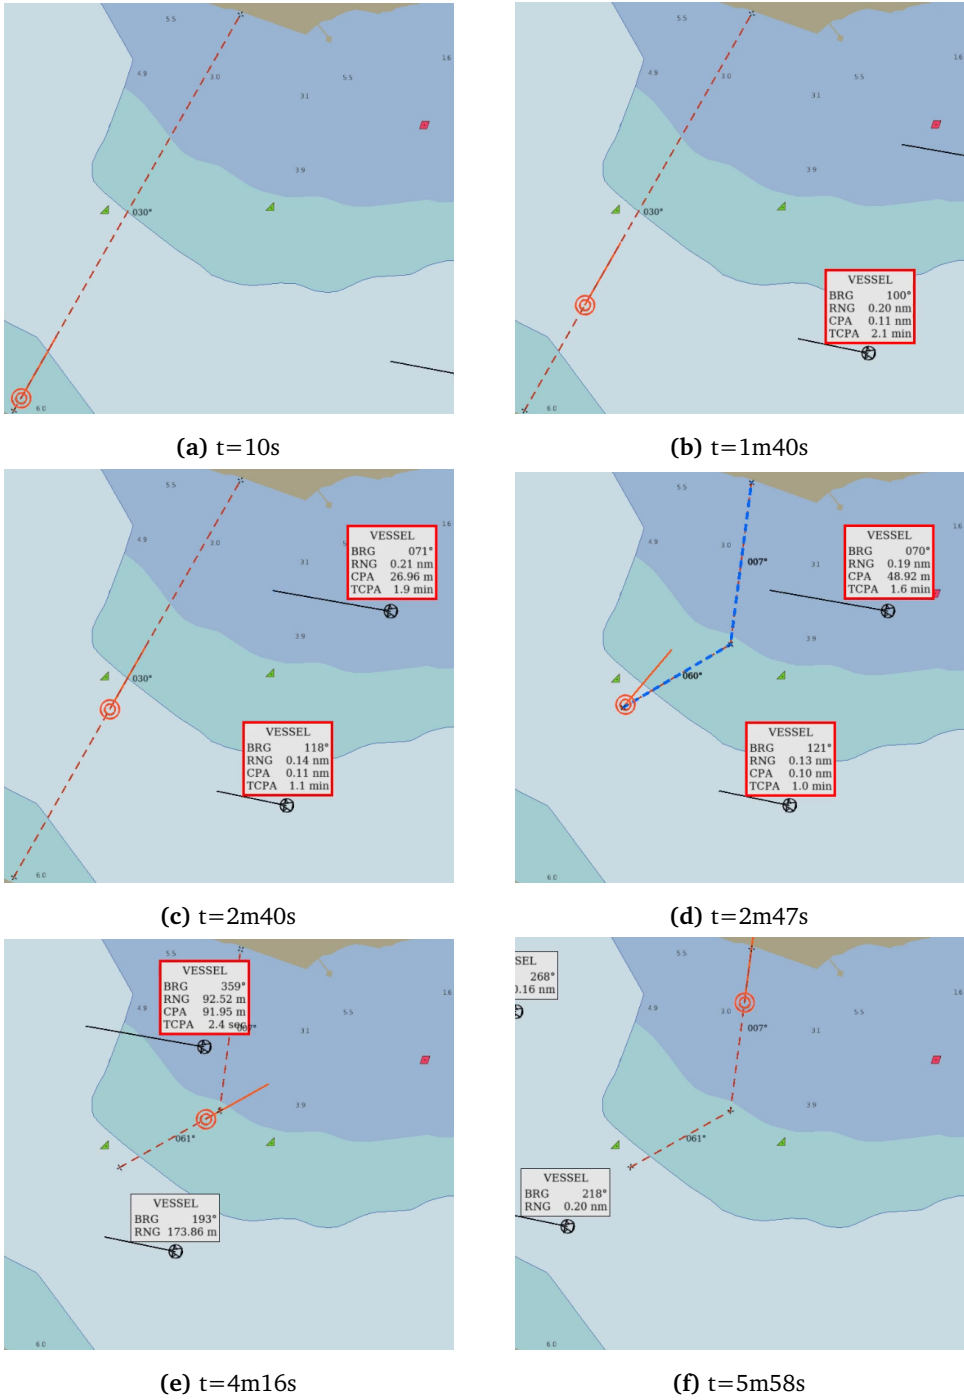 5.5
1.6
4.9
3.0
5.5
3.1
3.9
030°
6.0
(a) t=10s
5.5
1.6
4.9
3.0
5.5
3.1
3.9
030°
VESSEL
BRG 100°
RNG 0.20 nm
CPA 0.11 nm
TCPA 2.1 min
6.0
(b) t=1m40s
5.5
1.6
4.9
3.0
5
VESSEL
BRG 071°
RNG 0.21 nm
CPA 26.96 m
TCPA 1.9 min
3.1
3.9
030°
VESSEL
BRG 118°
RNG 0.14 nm
CPA 0.11 nm
TCPA 1.1 min
6.0
(c) t=2m40s
5.5
1.6
4.9
3.0
VESSEL
BRG 070°
RNG 0.19 nm
CPA 48.92 m
TCPA 1.6 min
007°
3.1
3.9
060°
VESSEL
BRG 121°
RNG 0.13 nm
CPA 0.10 nm
TCPA 1.0 min
6.0
(d) t=2m47s
5.5
VESSEL
BRG 359°
RNG 92.52 m
CPA 91.95 m
TCPA 2.4 sec
1.6
4.9
5.5
007°
3.1
3.9
061°
VESSEL
BRG 193°
RNG 173.86 m
6.0
(e) t=4m16s
SEL
268°
0.16 nm
5.5
1.6
4.9
3.0
5.5
007°
3.1
3.9
061°
VESSEL
BRG 218°
RNG 0.20 nm
6.0
(f) t=5m58s